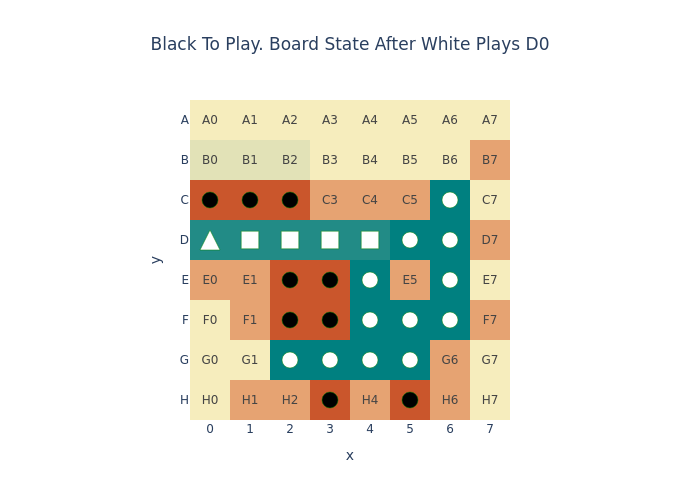 Black To Play. Board State After White Plays D0
A A0 A1 A2 A3 A4 A5 A6 A7
B B0 B1 B2 B3 B4 B5 B6 B7
C C3 C4 C5 C7
D D7
y
E E0 E1 E5 E7
F F0 F1 F7
G G0 G1 G6 G7
H H0 H1 H2 H4 H6 H7
0 1 2 3 4 5 6 7
x